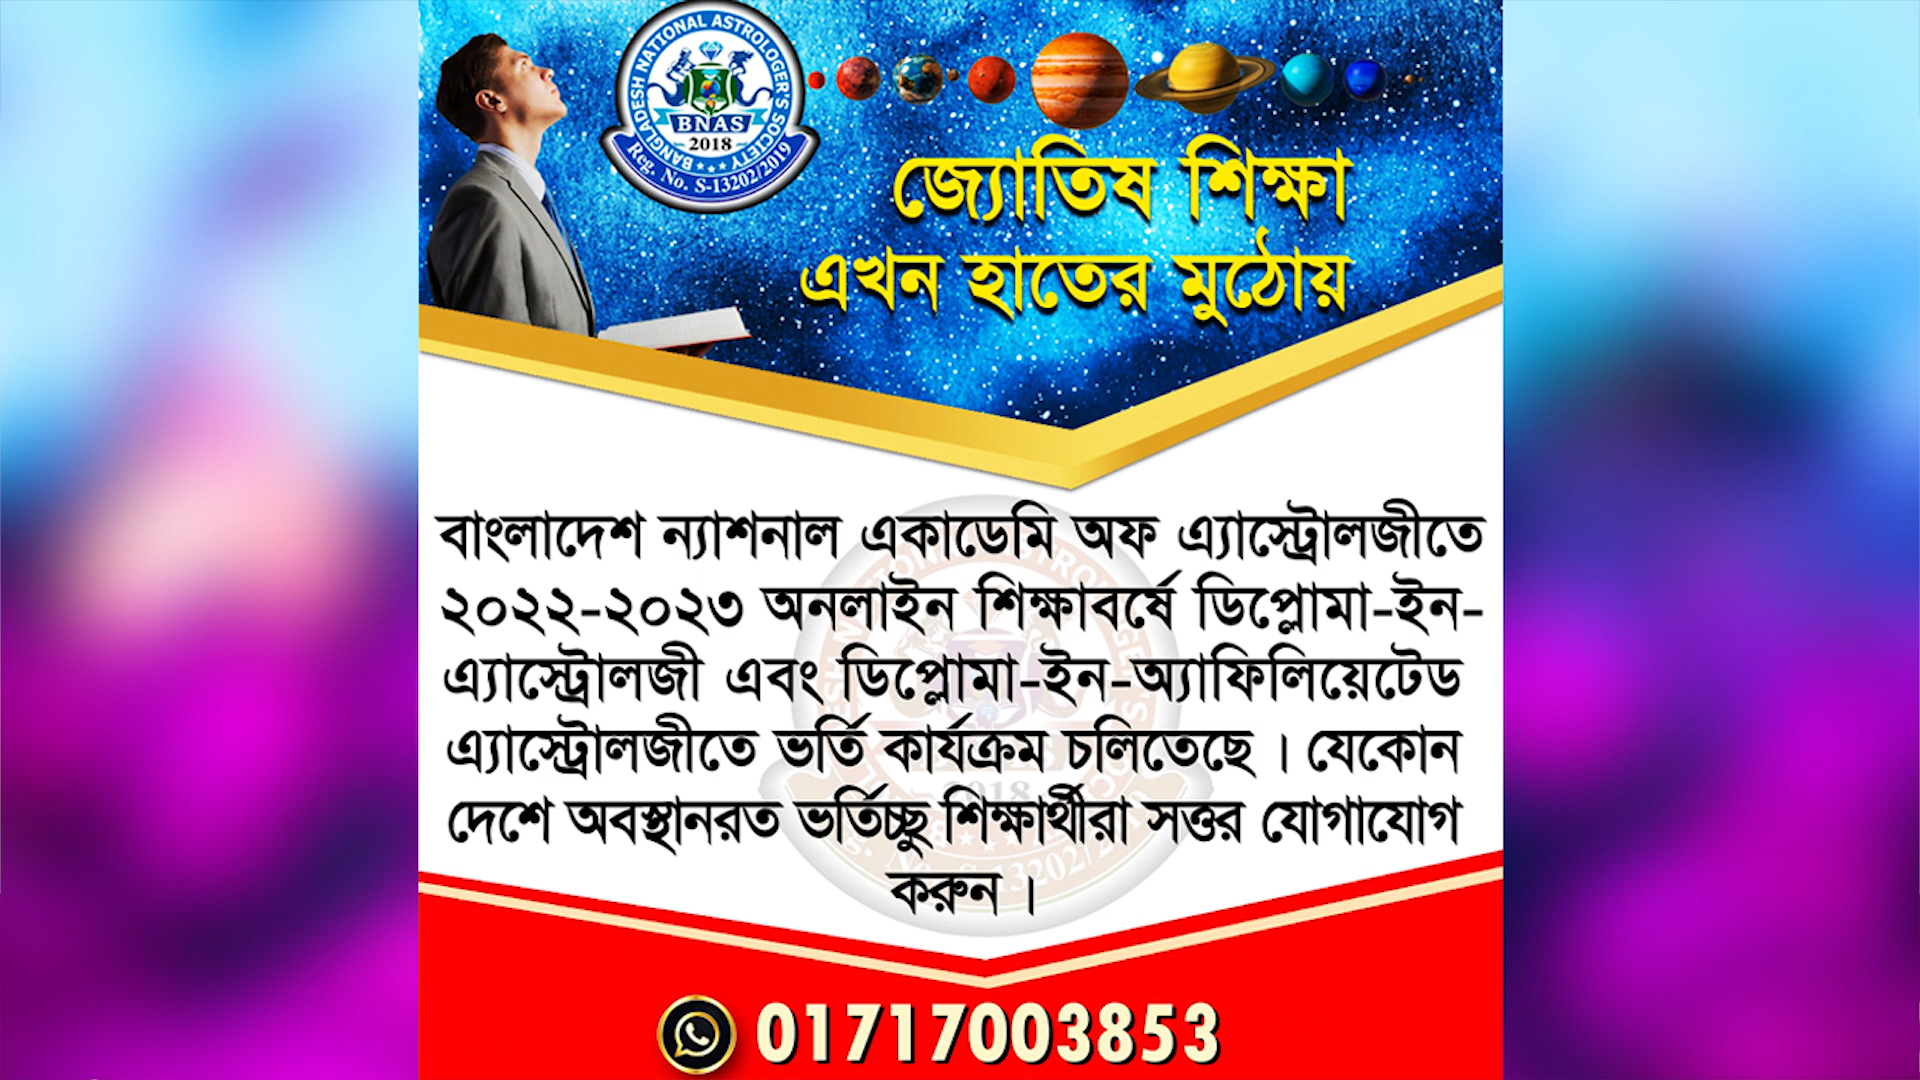 BANGLADESH NATIONAL ASTROLOGER'S SOCIETY
BNAS
2018
Reg. No. S-13202/2019
জ্যোতিষ শিক্ষা
এখন হাতের মুঠোয়
বাংলাদেশ ন্যাশনাল একাডেমি অফ এ্যাস্ট্রোলজীতে
২০২২-২০২৩ অনলাইন শিক্ষাবর্ষে ডিপ্লোমা-ইন-
এ্যাস্ট্রোলজী এবং ডিপ্লোমা-ইন-অ্যাফিলিয়েটেড
এ্যাস্ট্রোলজীতে ভর্তি কার্যক্রম চলিতেছে । যেকোন
দেশে অবস্থানরত ভর্তিচ্ছু শিক্ষার্থীরা সত্তর যোগাযোগ
করুন ।
01717003853